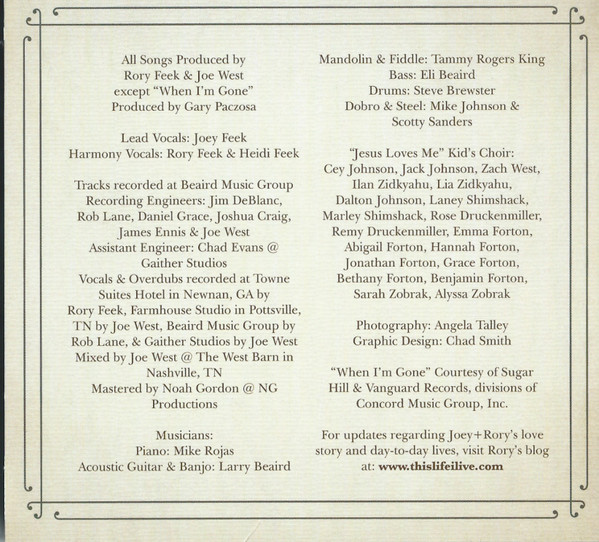 All Songs Produced by
Rory Feek & Joe West
except “When I’m Gone”
Produced by Gary Paczosa
Lead Vocals: Joey Feek
Harmony Vocals: Rory Feek & Heidi Feek
Tracks recorded at Beaird Music Group
Recording Engineers: Jim DeBlanc,
Rob Lane, Daniel Grace, Joshua Craig,
James Ennis & Joe West
Assistant Engineer: Chad Evans @
Gaither Studios
Vocals & Overdubs recorded at Towne
Suites Hotel in Newnan, GA by
Rory Feek, Farmhouse Studio in Pottsville,
TN by Joe West, Beaird Music Group by
Rob Lane, & Gaither Studios by Joe West
Mixed by Joe West @ The West Barn in
Nashville, TN
Mastered by Noah Gordon @ NG
Productions
Musicians:
Piano: Mike Rojas
Acoustic Guitar & Banjo: Larry Beaird
Mandolin & Fiddle: Tammy Rogers King
Bass: Eli Beaird
Drums: Steve Brewster
Dobro & Steel: Mike Johnson &
Scotty Sanders
“Jesus Loves Me” Kid’s Choir:
Cey Johnson, Jack Johnson, Zach West,
Ilan Zidkyahu, Lia Zidkyahu,
Dalton Johnson, Laney Shimshack,
Marley Shimshack, Rose Druckenmiller,
Remy Druckenmiller, Emma Forton,
Abigail Forton, Hannah Forton,
Jonathan Forton, Grace Forton,
Bethany Forton, Benjamin Forton,
Sarah Zobrak, Alyssa Zobrak
Photography: Angela Talley
Graphic Design: Chad Smith
“When I’m Gone” Courtesy of Sugar
Hill & Vanguard Records, divisions of
Concord Music Group, Inc.
For updates regarding Joey+Rory’s love
story and day-to-day lives, visit Rory’s blog
at: www.thislifeilive.com